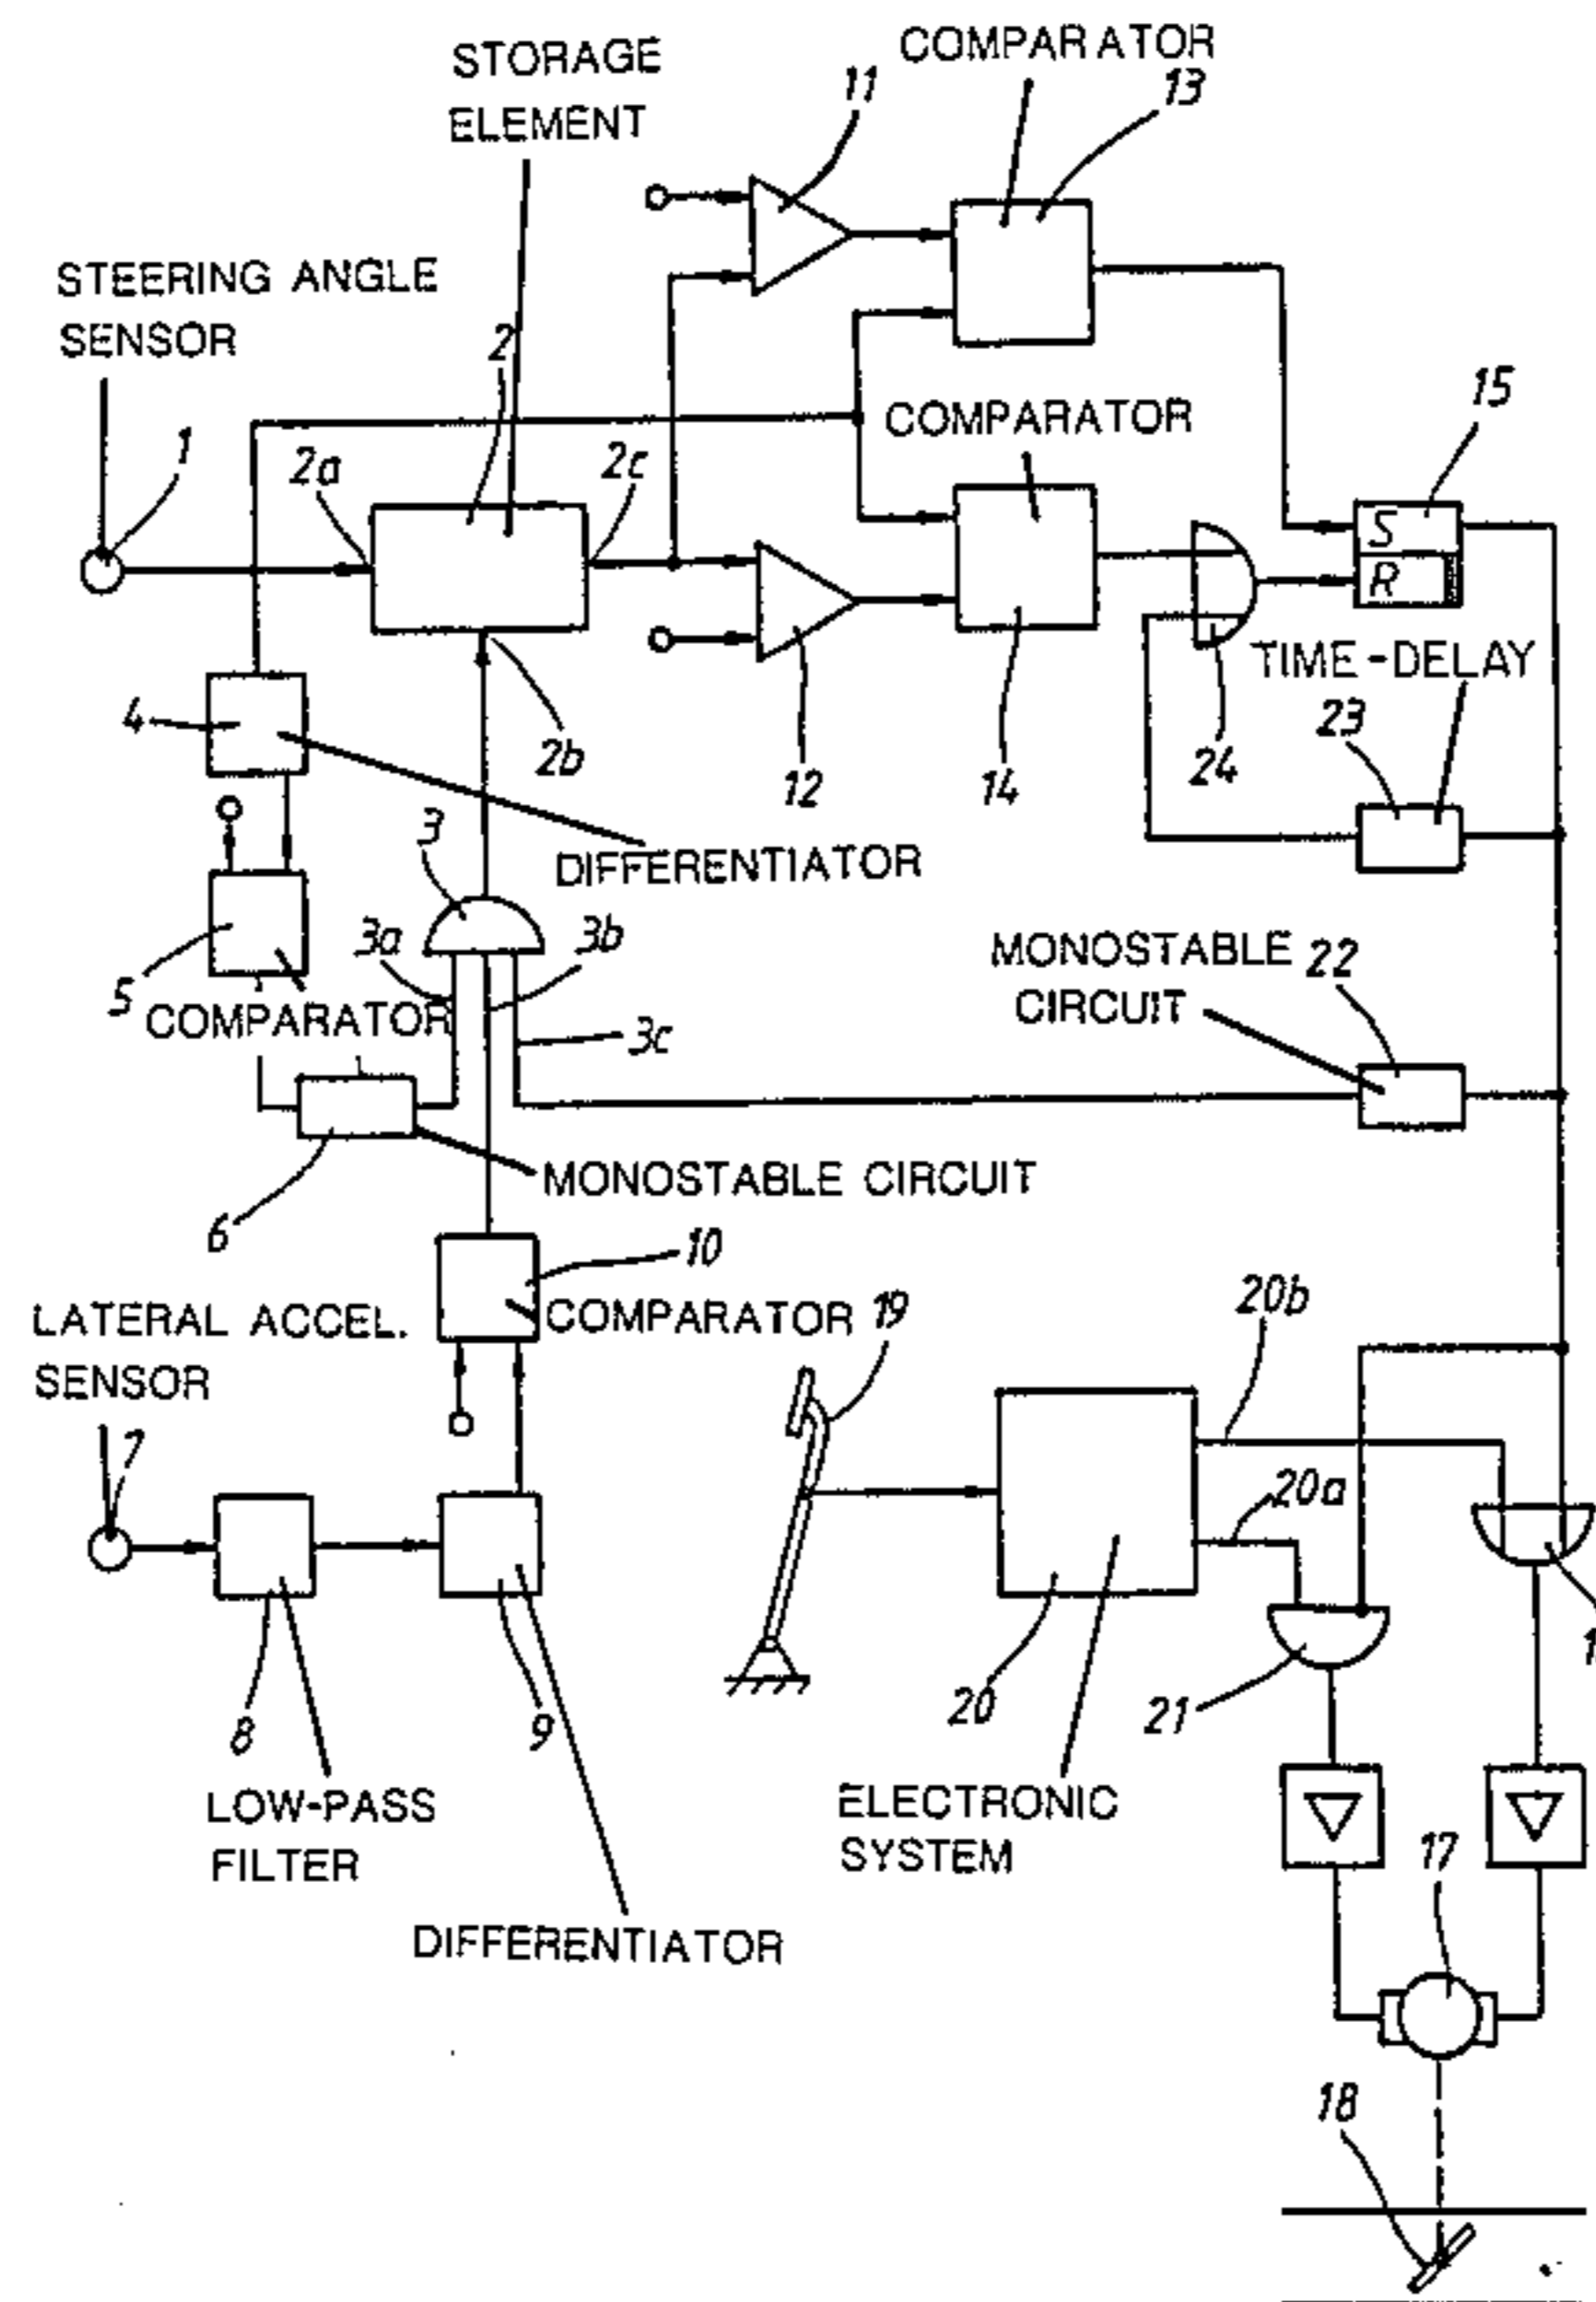 STORAGE
ELEMENT
COMPARATOR
11
13
STEERING ANGLE
SENSOR
2
COMPARATOR
15
1
2a
2c
S
R
TIME-DELAY
4
2b
12
14
24
23
3
DIFFERENTIATOR
3a
3b
MONOSTABLE
CIRCUIT
22
5
COMPARATOR
3c
6
MONOSTABLE CIRCUIT
10
LATERAL ACCEL.
SENSOR
COMPARATOR
19
20b
7
20a
8
9
20
21
LOW-PASS
FILTER
ELECTRONIC
SYSTEM
17
DIFFERENTIATOR
18